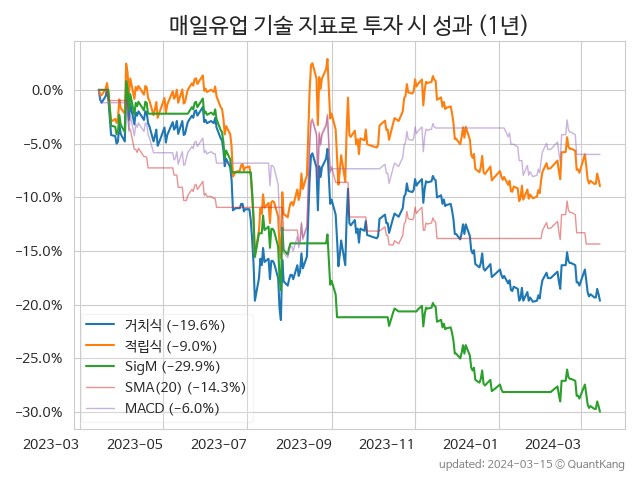 매일유업 기술 지표로 투자 시 성과 (1년)
0.0%
−5.0%
−10.0%
−15.0%
−20.0%
−25.0%
−30.0%
거치식 (−19.6%)
적립식 (−9.0%)
SigM (−29.9%)
SMA(20) (−14.3%)
MACD (−6.0%)
2023-03 2023-05 2023-07 2023-09 2023-11 2024-01 2024-03
updated: 2024-03-15 © QuantKang